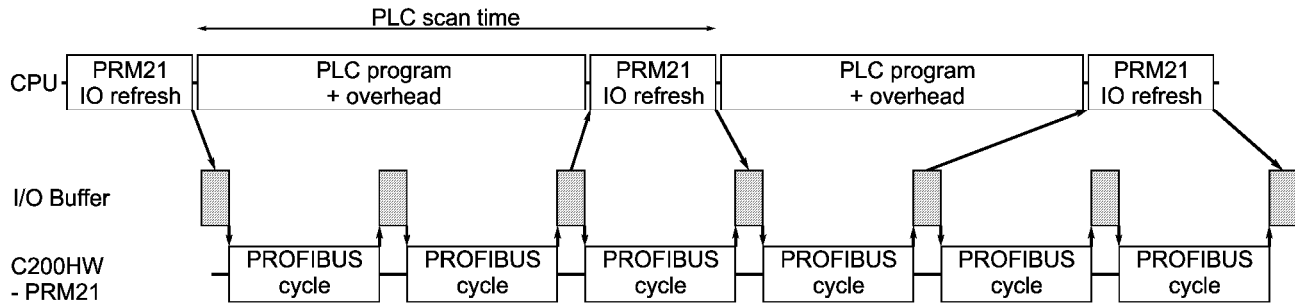 PLC scan time
CPU
PRM21
IO refresh
PLC program
+ overhead
PRM21
IO refresh
PLC program
+ overhead
PRM21
IO refresh
I/O Buffer
C200HW
- PRM21
PROFIBUS
cycle
PROFIBUS
cycle
PROFIBUS
cycle
PROFIBUS
cycle
PROFIBUS
cycle
PROFIBUS
cycle